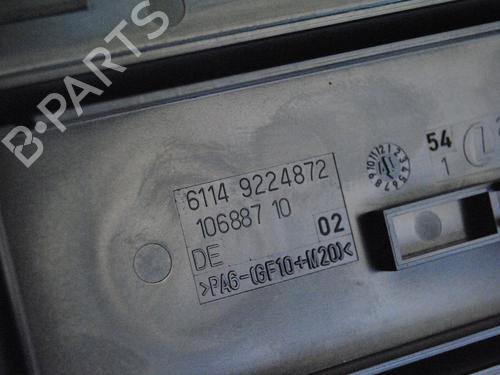 B-PARTS
6114 9224872
106887 10
DE 02
>PA6-(GF10+M20)<
54
1